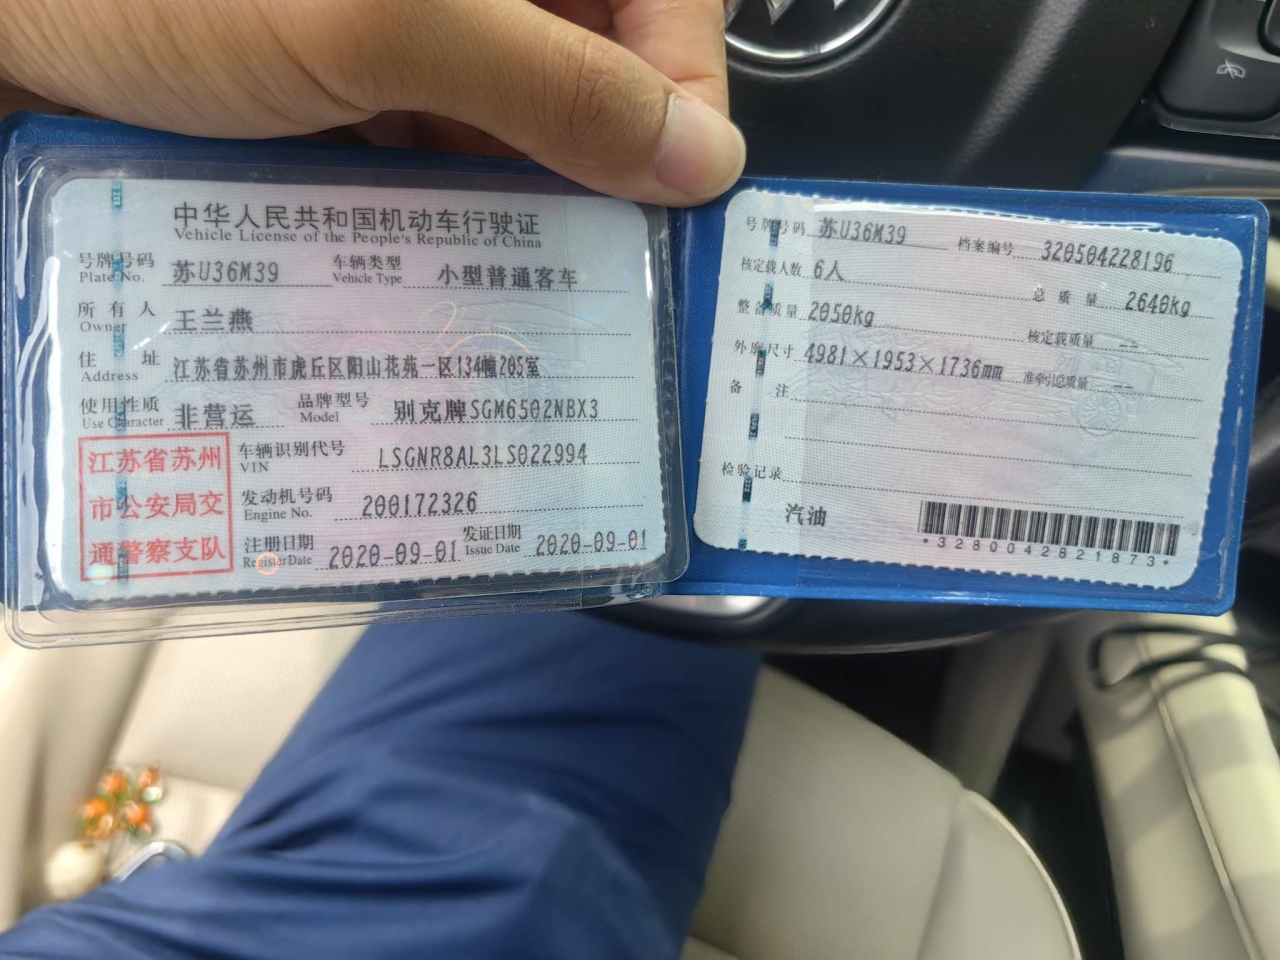 中华人民共和国机动车行驶证
Vehicle License of the People's Republic of China
号牌号码 苏U36M39 车辆类型 小型普通客车
Plate No. Vehicle Type
所有人 王兰燕
Owner
住址 江苏省苏州市虎丘区阳山花苑一区134幢205室
Address
使用性质 非营运 品牌型号 别克牌SGM6502NBX3
Use Character Model
江苏省苏州
市公安局交
通警察支队
车辆识别代号 LSGNR8AL3LS022994
VIN
发动机号码 200172326
Engine No.
注册日期 2020-09-01 发证日期 2020-09-01
Register Date Issue Date
号牌号码 苏U36M39 档案编号 320504228196
核定载人数 6人 总质量 2640kg
整备质量 2050kg 核定载质量 --
外廓尺寸 4981×1953×1736mm 准牵引总质量 --
备注
检验记录
汽油
*3280042821873*